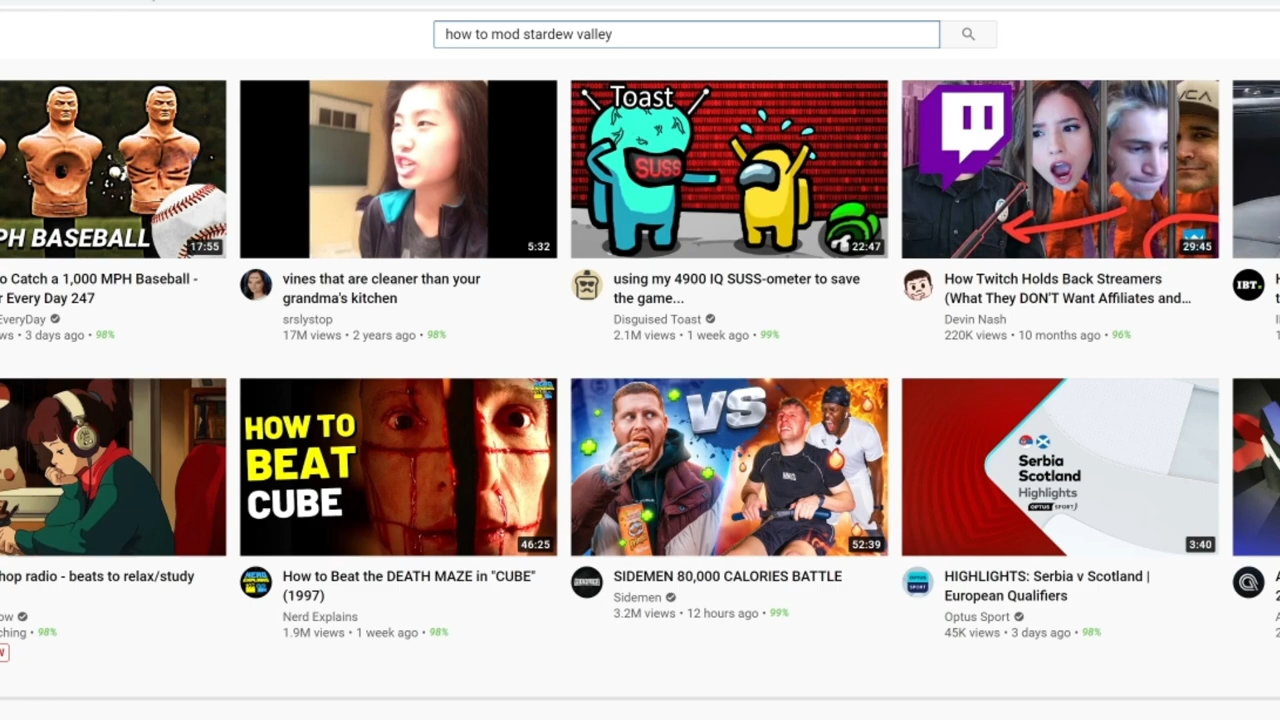 how to mod stardew valley
PH BASEBALL
17:55
5:32
Toast
SUSS
22:47
29:45
o Catch a 1,000 MPH Baseball -
r Every Day 247
EveryDay
ws • 3 days ago • 98%
vines that are cleaner than your
grandma's kitchen
srslystop
17M views • 2 years ago • 98%
using my 4900 IQ SUSS-ometer to save
the game...
Disguised Toast
2.1M views • 1 week ago • 99%
How Twitch Holds Back Streamers
(What They DON'T Want Affiliates and...
Devin Nash
220K views • 10 months ago • 96%
IBT.
HOW TO
BEAT
CUBE
46:25
VS
52:39
Serbia
Scotland
Highlights
OPTUS SPORT
3:40
hop radio - beats to relax/study
ow
ching • 98%
W
How to Beat the DEATH MAZE in "CUBE"
(1997)
Nerd Explains
1.9M views • 1 week ago • 98%
SIDEMEN 80,000 CALORIES BATTLE
Sidemen
3.2M views • 12 hours ago • 99%
OPTUS
SPORT
HIGHLIGHTS: Serbia v Scotland |
European Qualifiers
Optus Sport
45K views • 3 days ago • 98%